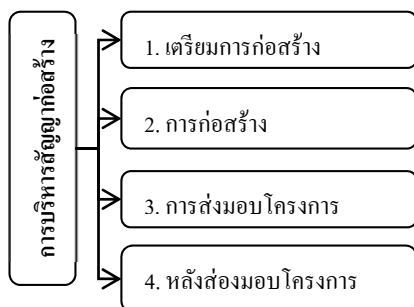 การบริหารสัญญาก่อสร้าง
1. เตรียมการก่อสร้าง
2. การก่อสร้าง
3. การส่งมอบโครงการ
4. หลังส่องมอบโครงการ